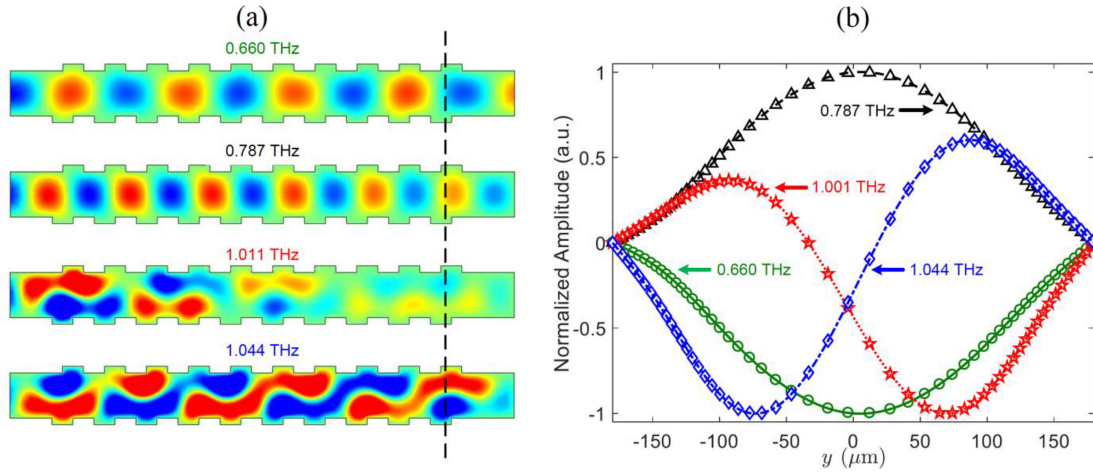 (a)
0.660 THz
0.787 THz
1.011 THz
1.044 THz
(b)
Normalized Amplitude (a.u.)
1
0.5
0
-0.5
-1
0.787 THz
1.001 THz
0.660 THz
1.044 THz
-150 -100 -50 0 50 100 150
y (μm)